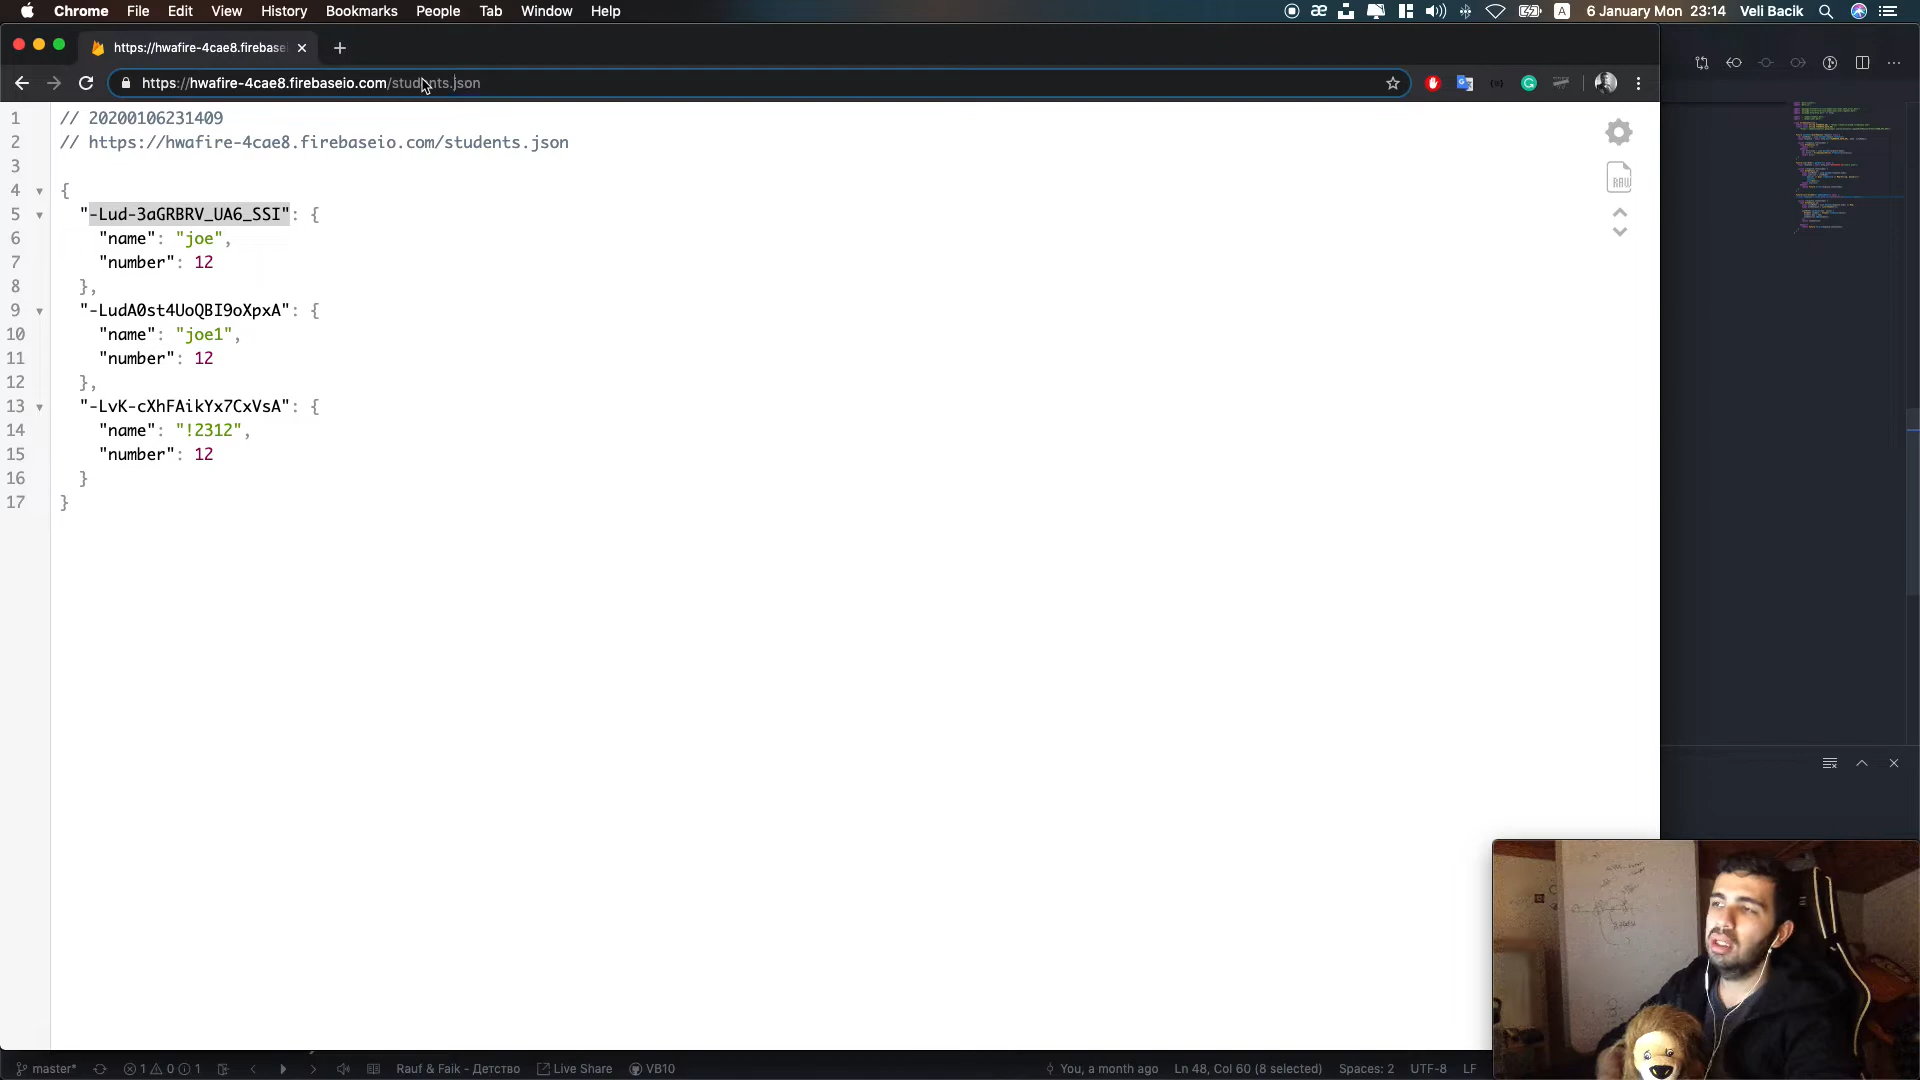 Chrome File Edit View History Bookmarks People Tab Window Help
A 6 January Mon 23:14 Veli Bacik
https://hwafire-4cae8.firebase
https://hwafire-4cae8.firebaseio.com/students.json
1 // 20200106231409
2 // https://hwafire-4cae8.firebaseio.com/students.json
3
4 {
5 "-Lud-3aGRBRV_UA6_SSI": {
6 "name": "joe",
7 "number": 12
8 },
9 "-LudA0st4UoQBI9oXpxA": {
10 "name": "joe1",
11 "number": 12
12 },
13 "-LvK-cXhFAikYx7CxVsA": {
14 "name": "!2312",
15 "number": 12
16 }
17 }
RAW
master* 1 0 1 Rauf & Faik - Детство Live Share VB10 You, a month ago Ln 48, Col 60 (8 selected) Spaces: 2 UTF-8 LF